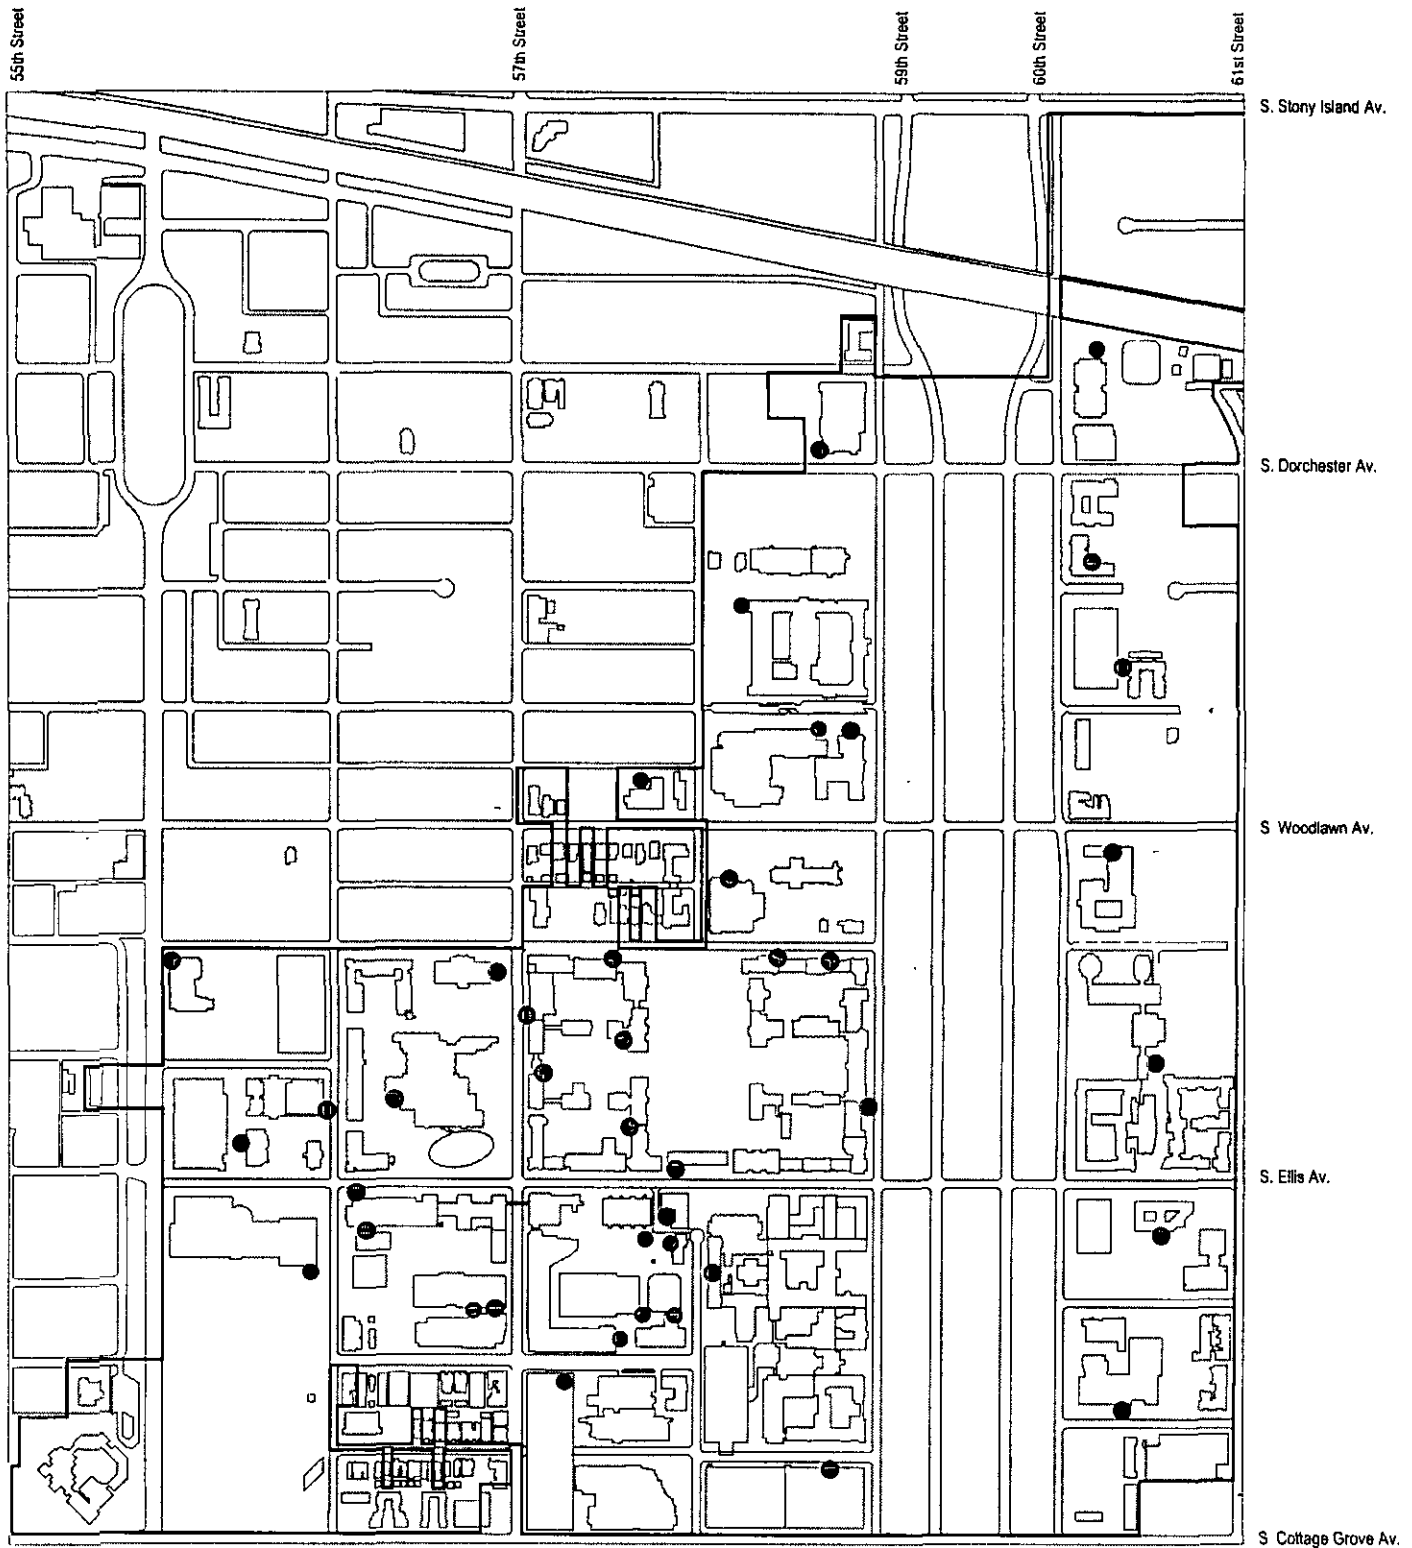 55th Street
57th Street
59th Street
60th Street
61st Street
S. Stony Island Av.
S. Dorchester Av.
S Woodlawn Av.
S. Ellis Av.
S Cottage Grove Av.